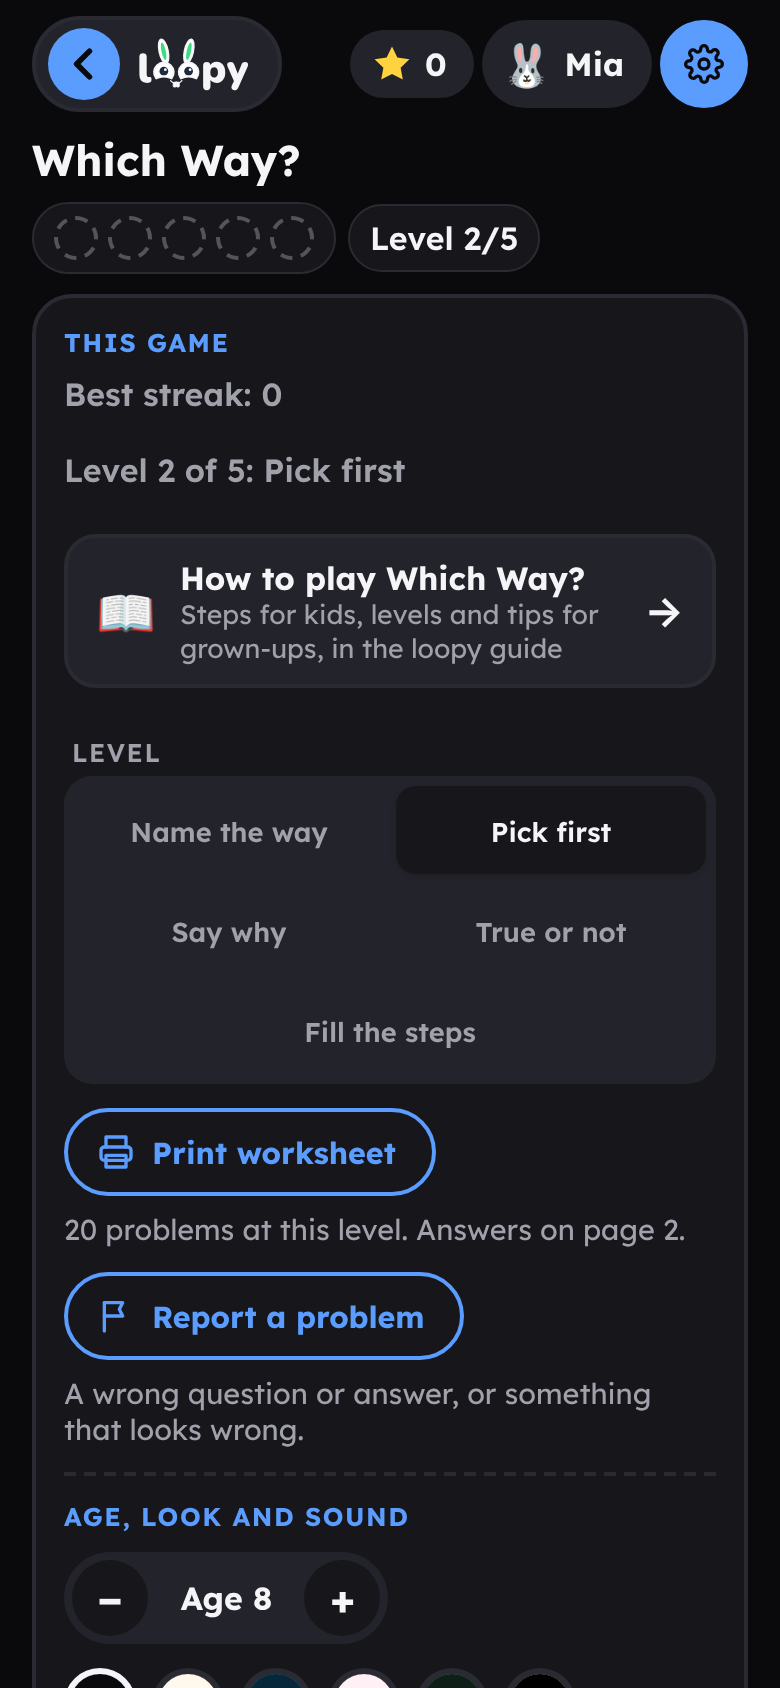 loopy
0
Mia
Which Way?
Level 2/5
THIS GAME
Best streak: 0
Level 2 of 5: Pick first
How to play Which Way?
Steps for kids, levels and tips for
grown-ups, in the loopy guide
LEVEL
Name the way
Pick first
Say why
True or not
Fill the steps
Print worksheet
20 problems at this level. Answers on page 2.
Report a problem
A wrong question or answer, or something
that looks wrong.
AGE, LOOK AND SOUND
− Age 8 +